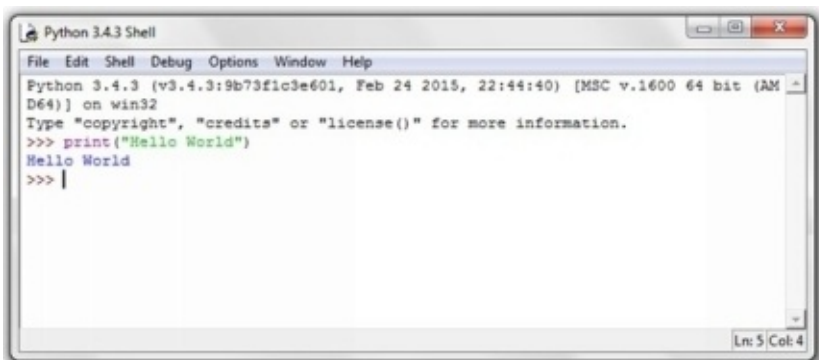 Python 3.4.3 Shell
File Edit Shell Debug Options Window Help
Python 3.4.3 (v3.4.3:9b73f1c3e601, Feb 24 2015, 22:44:40) [MSC v.1600 64 bit (AM
D64)] on win32
Type "copyright", "credits" or "license()" for more information.
>>> print("Hello World")
Hello World
>>>
Ln: 5 Col: 4